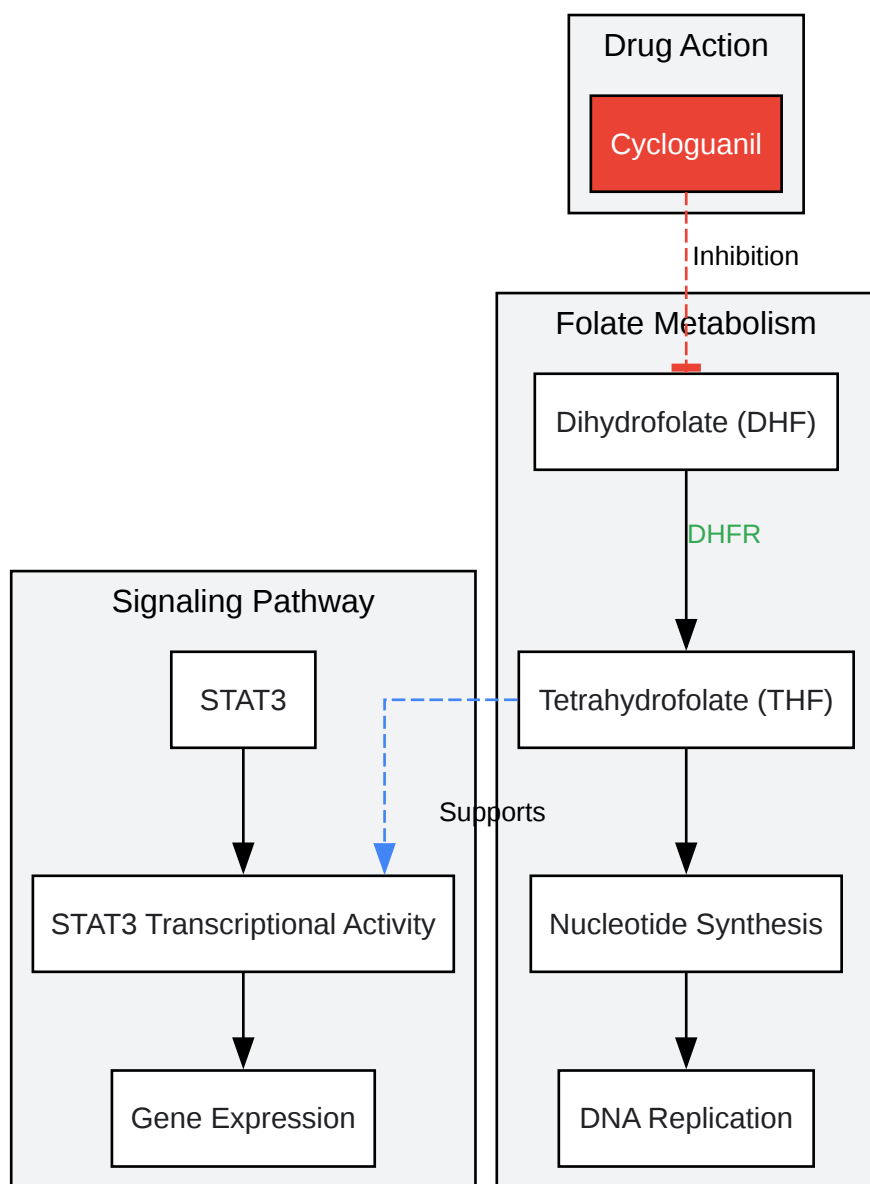 Drug Action
Cycloguanil
Inhibition
Folate Metabolism
Dihydrofolate (DHF)
DHFR
Signaling Pathway
STAT3
Tetrahydrofolate (THF)
Supports
STAT3 Transcriptional Activity
Nucleotide Synthesis
Gene Expression
DNA Replication